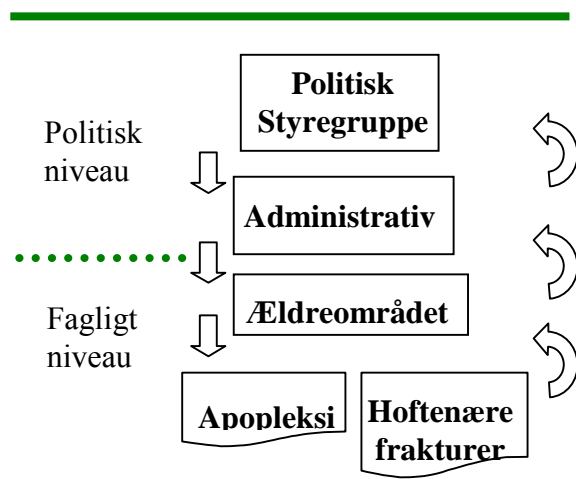 Politisk
Styregruppe
Politisk
niveau
Administrativ
Ældreområdet
Fagligt
niveau
Apopleksi
Hoftenære
frakturer